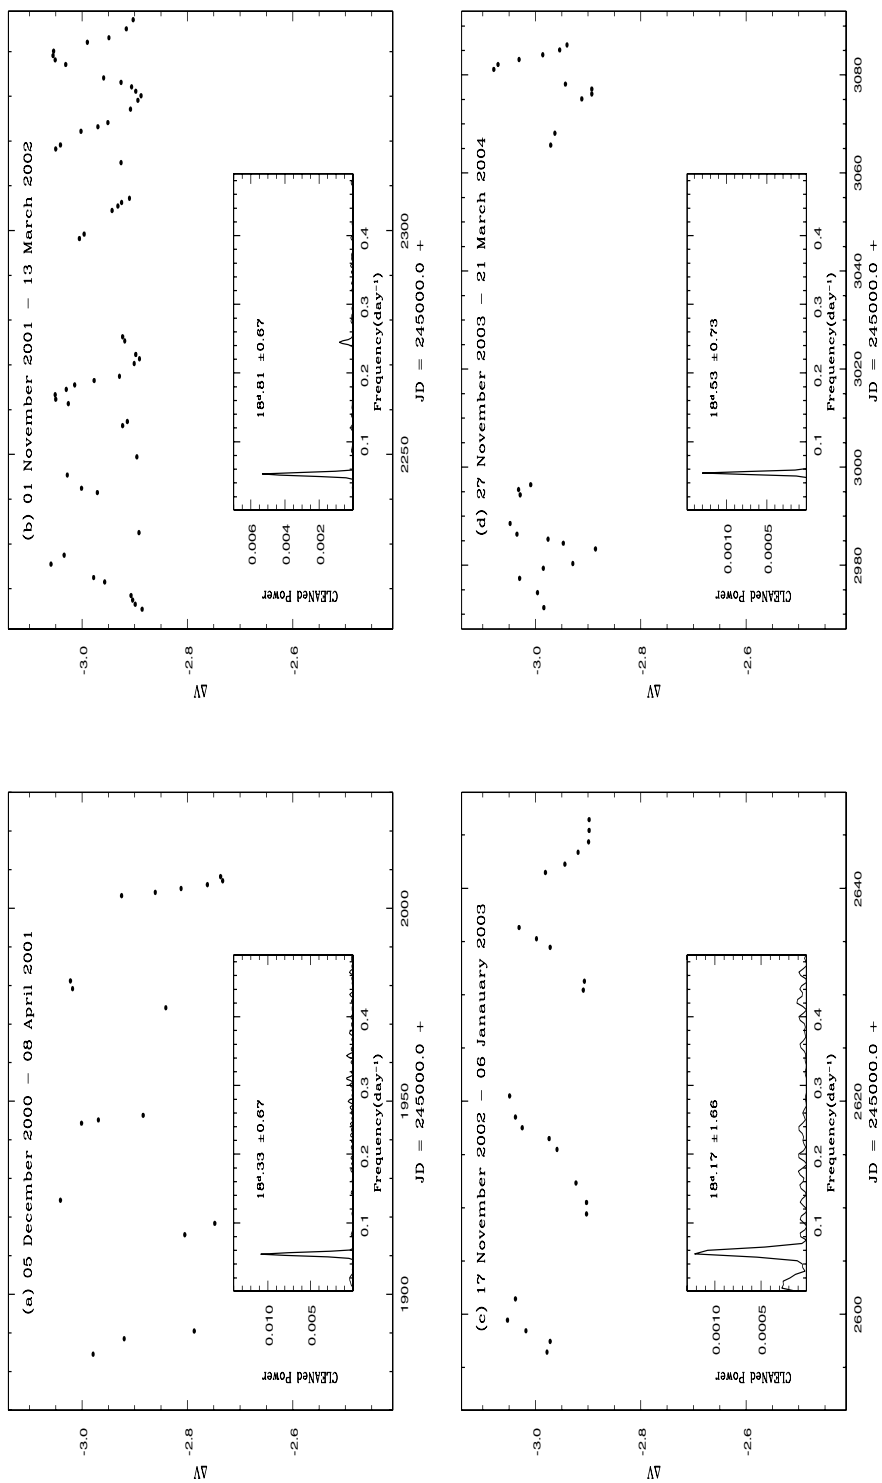 (a) 05 December 2000 – 08 April 2001
ΔV
-3.0
-2.8
-2.6
CLEANed Power
0.010
0.005
18ᵈ.33 ±0.67
0.1
0.2
0.3
0.4
Frequency(day⁻¹)
1900
1950
2000
JD = 245000.0 +
(b) 01 November 2001 – 13 March 2002
ΔV
-3.0
-2.8
-2.6
CLEANed Power
0.006
0.004
0.002
18ᵈ.81 ±0.67
0.1
0.2
0.3
0.4
Frequency(day⁻¹)
2250
2300
JD = 245000.0 +
(c) 17 November 2002 – 06 Janauary 2003
ΔV
-3.0
-2.8
-2.6
CLEANed Power
0.0010
0.0005
18ᵈ.17 ±1.66
0.1
0.2
0.3
0.4
Frequency(day⁻¹)
2600
2620
2640
JD = 245000.0 +
(d) 27 November 2003 – 21 March 2004
ΔV
-3.0
-2.8
-2.6
CLEANed Power
0.0010
0.0005
18ᵈ.53 ±0.73
0.1
0.2
0.3
0.4
Frequency(day⁻¹)
2980
3000
3020
3040
3060
3080
JD = 245000.0 +